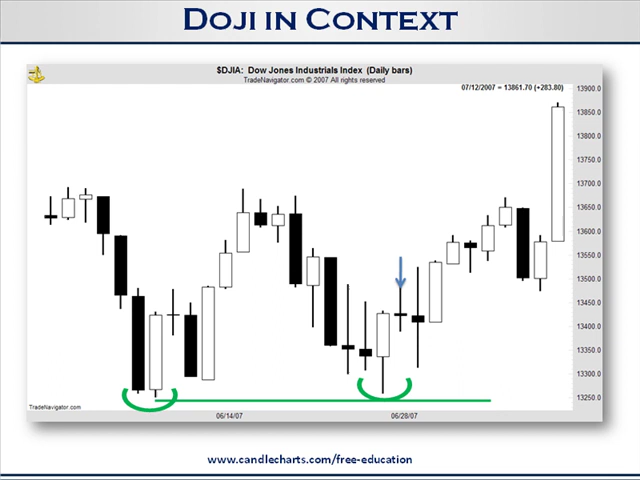 DOJI IN CONTEXT
$DJIA: Dow Jones Industrials Index (Daily bars)
TradeNavigator.com © 2007 All rights reserved
07/12/2007 = 13861.70 (+283.80)
13900.0
13850.0
13800.0
13750.0
13700.0
13650.0
13600.0
13550.0
13500.0
13450.0
13400.0
13350.0
13300.0
13250.0
TradeNavigator.com
06/14/07
06/28/07
www.candlecharts.com/free-education